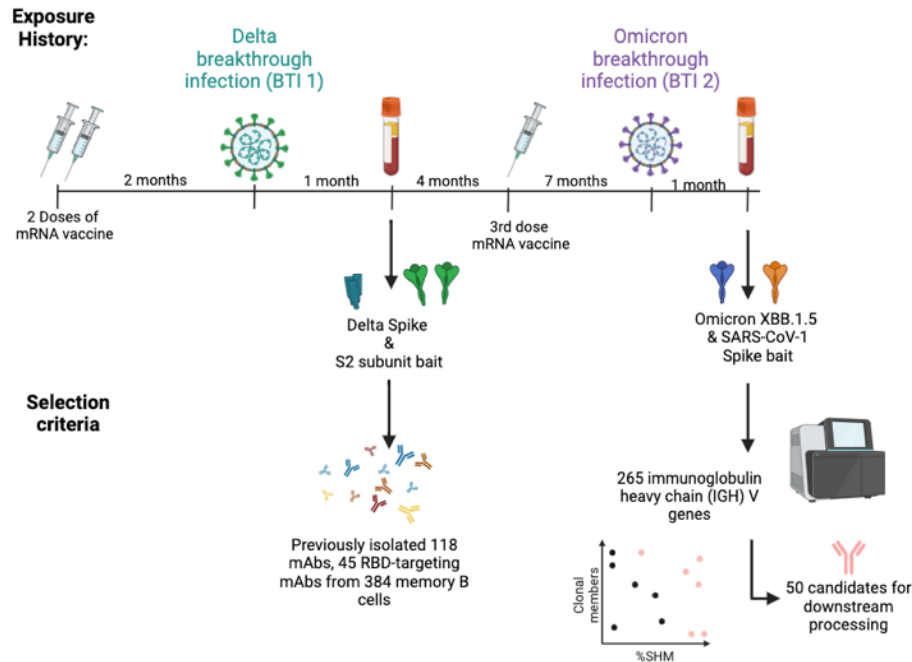 Exposure
History:
Delta
breakthrough
infection (BTI 1)
Omicron
breakthrough
infection (BTI 2)
2 months
1 month
4 months
7 months
1 month
2 Doses of
mRNA vaccine
3rd dose
mRNA vaccine
Delta Spike
&
S2 subunit bait
Omicron XBB.1.5
& SARS-CoV-1
Spike bait
Selection
criteria
265 immunoglobulin
heavy chain (IGH) V
genes
Previously isolated 118
mAbs, 45 RBD-targeting
mAbs from 384 memory B
cells
Clonal
members
%SHM
50 candidates for
downstream
processing